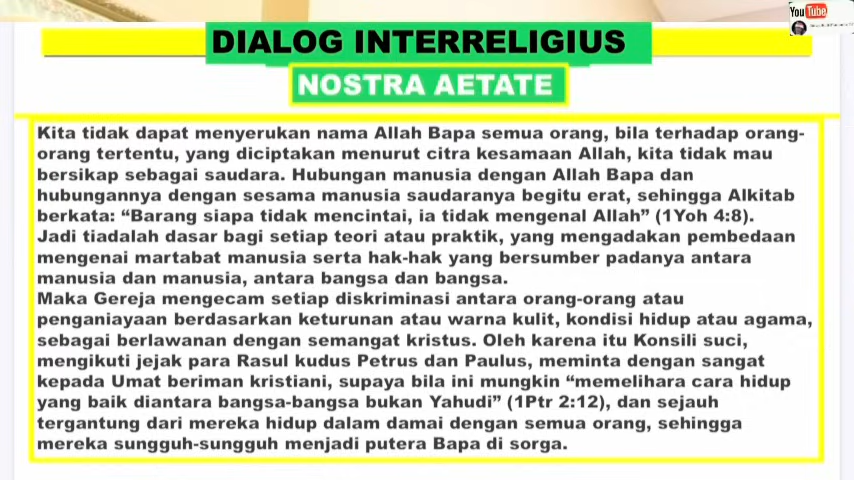 You Tube
DIALOG INTERRELIGIUS
NOSTRA AETATE
Kita tidak dapat menyerukan nama Allah Bapa semua orang, bila terhadap orang-
orang tertentu, yang diciptakan menurut citra kesamaan Allah, kita tidak mau
bersikap sebagai saudara. Hubungan manusia dengan Allah Bapa dan
hubungannya dengan sesama manusia saudaranya begitu erat, sehingga Alkitab
berkata: “Barang siapa tidak mencintai, ia tidak mengenal Allah” (1Yoh 4:8).
Jadi tiadalah dasar bagi setiap teori atau praktik, yang mengadakan pembedaan
mengenai martabat manusia serta hak-hak yang bersumber padanya antara
manusia dan manusia, antara bangsa dan bangsa.
Maka Gereja mengecam setiap diskriminasi antara orang-orang atau
penganiayaan berdasarkan keturunan atau warna kulit, kondisi hidup atau agama,
sebagai berlawanan dengan semangat kristus. Oleh karena itu Konsili suci,
mengikuti jejak para Rasul kudus Petrus dan Paulus, meminta dengan sangat
kepada Umat beriman kristiani, supaya bila ini mungkin “memelihara cara hidup
yang baik diantara bangsa-bangsa bukan Yahudi” (1Ptr 2:12), dan sejauh
tergantung dari mereka hidup dalam damai dengan semua orang, sehingga
mereka sungguh-sungguh menjadi putera Bapa di sorga.